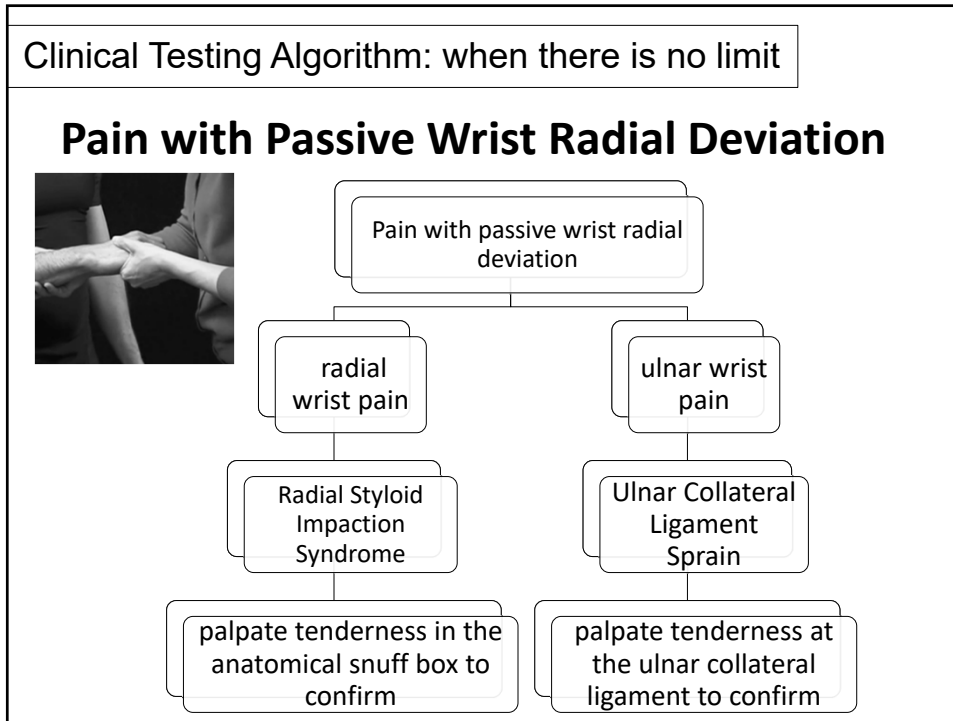 Clinical Testing Algorithm: when there is no limit
Pain with Passive Wrist Radial Deviation
Pain with passive wrist radial
deviation
radial
wrist pain
ulnar wrist
pain
Radial Styloid
Impaction
Syndrome
Ulnar Collateral
Ligament
Sprain
palpate tenderness in the
anatomical snuff box to
confirm
palpate tenderness at
the ulnar collateral
ligament to confirm